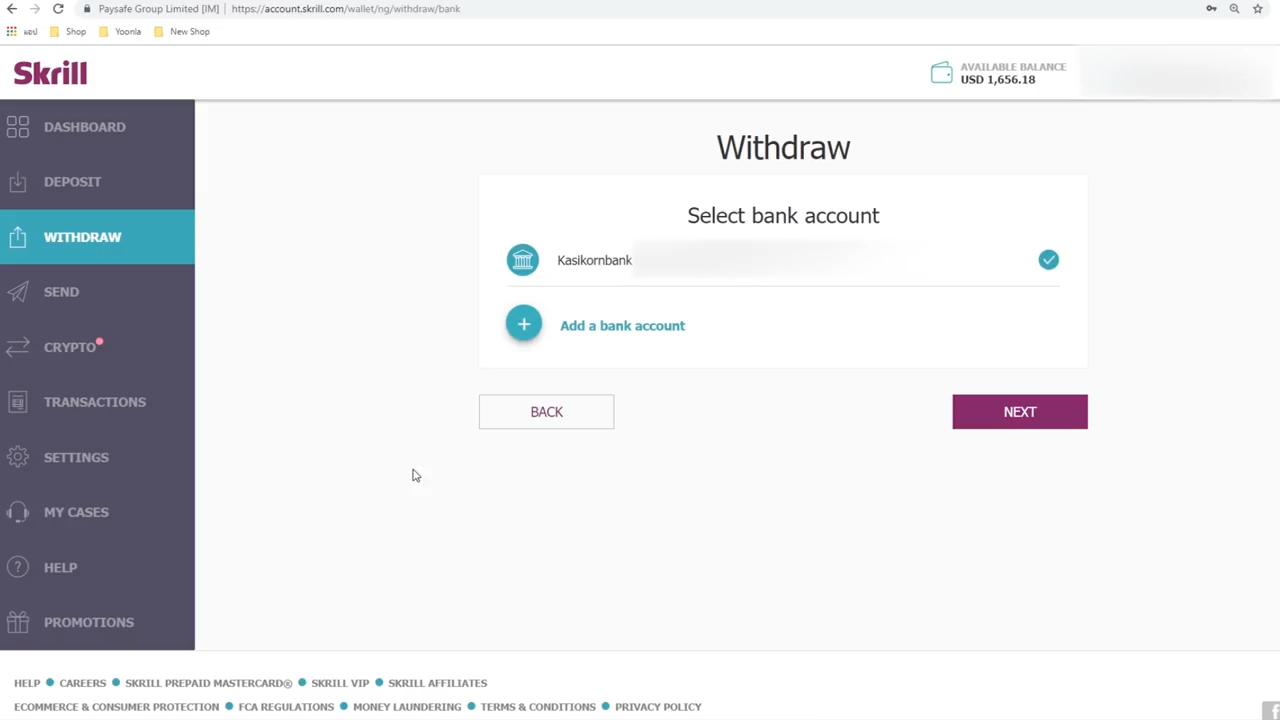 Paysafe Group Limited [IM] | https://account.skrill.com/wallet/ng/withdraw/bank
แอป Shop Yoonla New Shop
Skrill
AVAILABLE BALANCE
USD 1,656.18
DASHBOARD
DEPOSIT
WITHDRAW
SEND
CRYPTO
TRANSACTIONS
SETTINGS
MY CASES
HELP
PROMOTIONS
Withdraw
Select bank account
Kasikornbank
Add a bank account
BACK NEXT
HELP CAREERS SKRILL PREPAID MASTERCARD® SKRILL VIP SKRILL AFFILIATES
ECOMMERCE & CONSUMER PROTECTION FCA REGULATIONS MONEY LAUNDERING TERMS & CONDITIONS PRIVACY POLICY